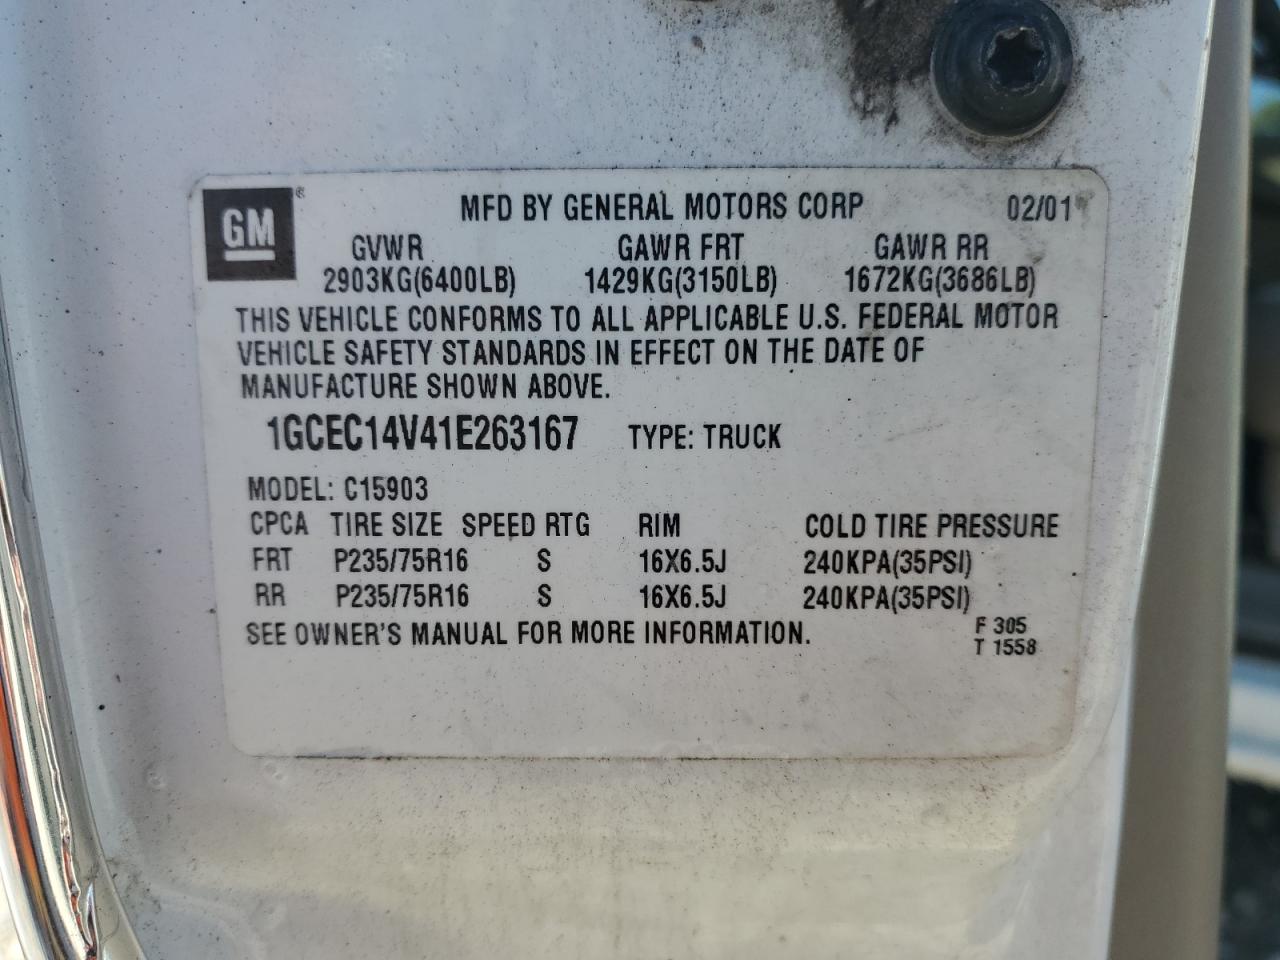 GM® MFD BY GENERAL MOTORS CORP 02/01
GVWR GAWR FRT GAWR RR
2903KG(6400LB) 1429KG(3150LB) 1672KG(3686LB)
THIS VEHICLE CONFORMS TO ALL APPLICABLE U.S. FEDERAL MOTOR
VEHICLE SAFETY STANDARDS IN EFFECT ON THE DATE OF
MANUFACTURE SHOWN ABOVE.
1GCEC14V41E263167 TYPE: TRUCK
MODEL: C15903
CPCA TIRE SIZE SPEED RTG RIM COLD TIRE PRESSURE
FRT P235/75R16 S 16X6.5J 240KPA(35PSI)
RR P235/75R16 S 16X6.5J 240KPA(35PSI)
SEE OWNER'S MANUAL FOR MORE INFORMATION.
F 305
T 1558